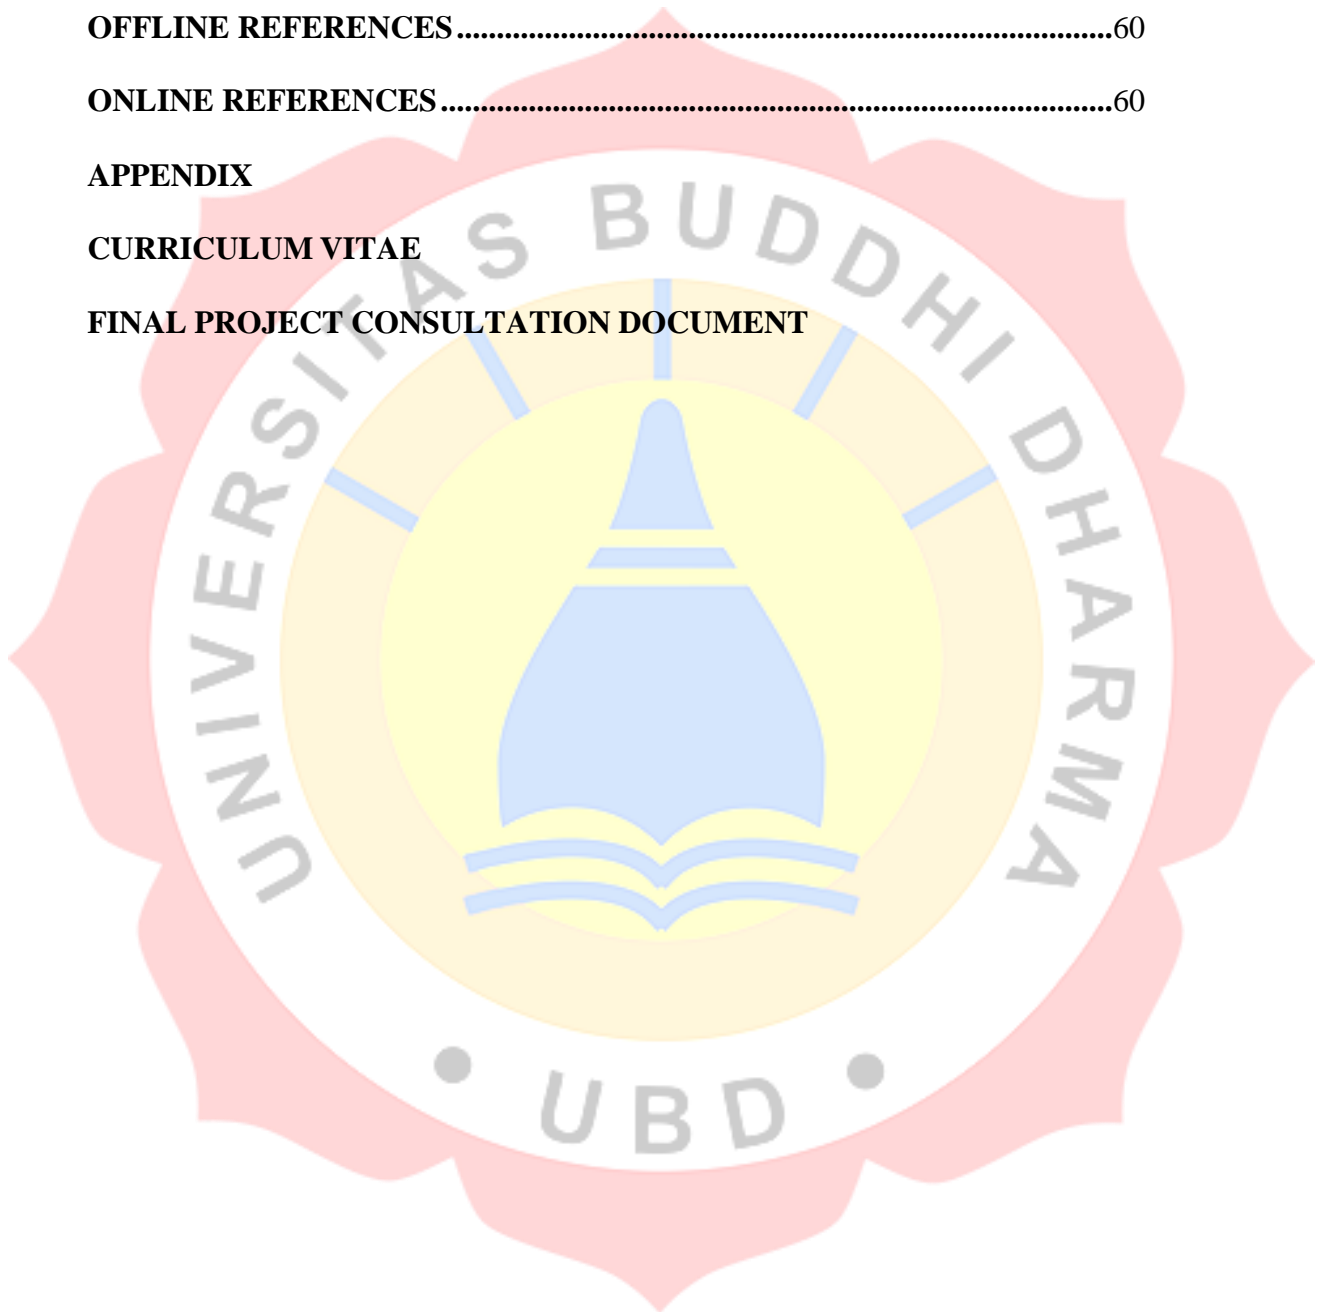 OFFLINE REFERENCES..................................................................................60
ONLINE REFERENCES....................................................................................60
APPENDIX
CURRICULUM VITAE
FINAL PROJECT CONSULTATION DOCUMENT
UNIVERSITAS BUDDHI DHARMA
• UBD •